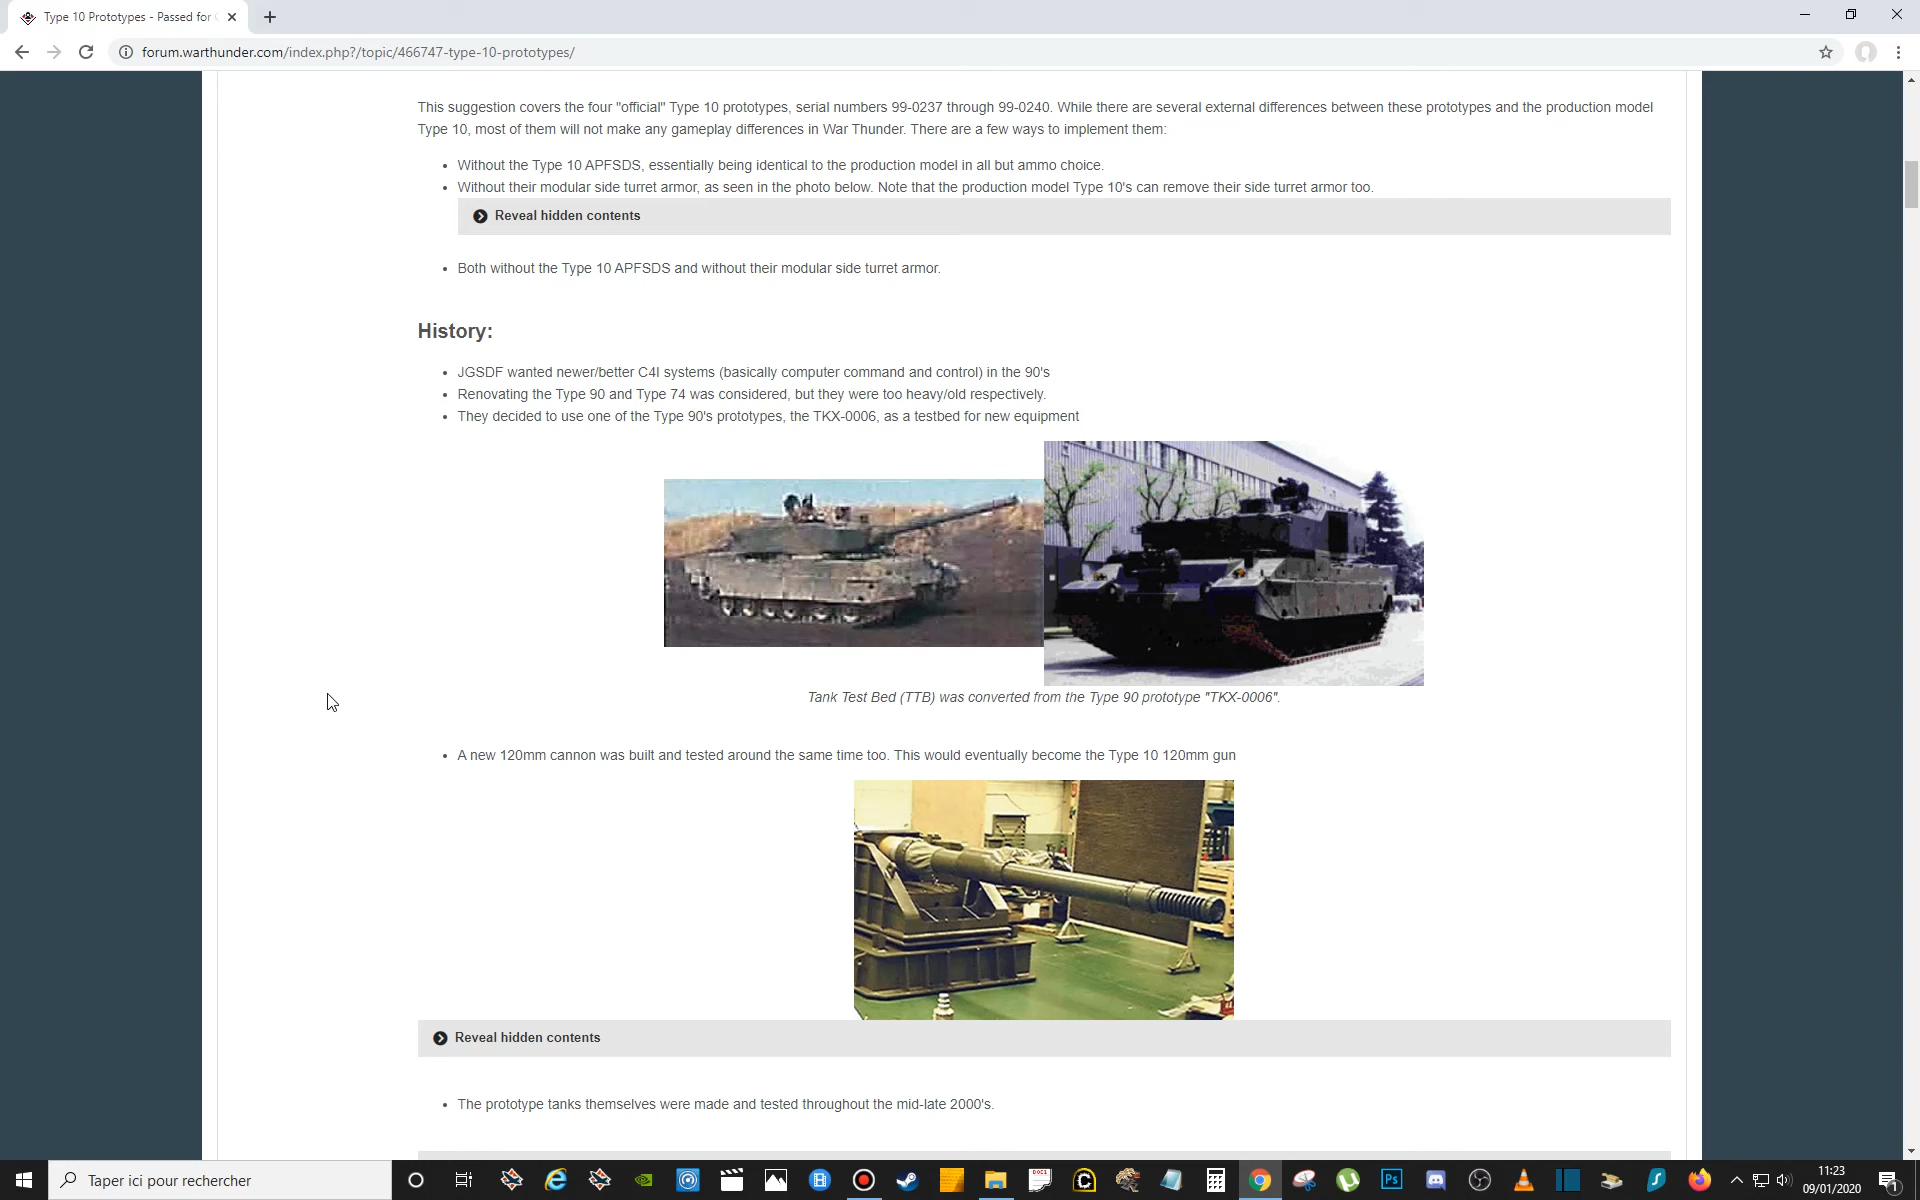 Type 10 Prototypes - Passed for
forum.warthunder.com/index.php?/topic/466747-type-10-prototypes/
This suggestion covers the four "official" Type 10 prototypes, serial numbers 99-0237 through 99-0240. While there are several external differences between these prototypes and the production model
Type 10, most of them will not make any gameplay differences in War Thunder. There are a few ways to implement them:
• Without the Type 10 APFSDS, essentially being identical to the production model in all but ammo choice.
• Without their modular side turret armor, as seen in the photo below. Note that the production model Type 10's can remove their side turret armor too.
Reveal hidden contents
• Both without the Type 10 APFSDS and without their modular side turret armor.
History:
• JGSDF wanted newer/better C4I systems (basically computer command and control) in the 90's
• Renovating the Type 90 and Type 74 was considered, but they were too heavy/old respectively.
• They decided to use one of the Type 90's prototypes, the TKX-0006, as a testbed for new equipment
Tank Test Bed (TTB) was converted from the Type 90 prototype "TKX-0006".
• A new 120mm cannon was built and tested around the same time too. This would eventually become the Type 10 120mm gun
Reveal hidden contents
• The prototype tanks themselves were made and tested throughout the mid-late 2000's.
Taper ici pour rechercher
Ps
11:23
09/01/2020
1